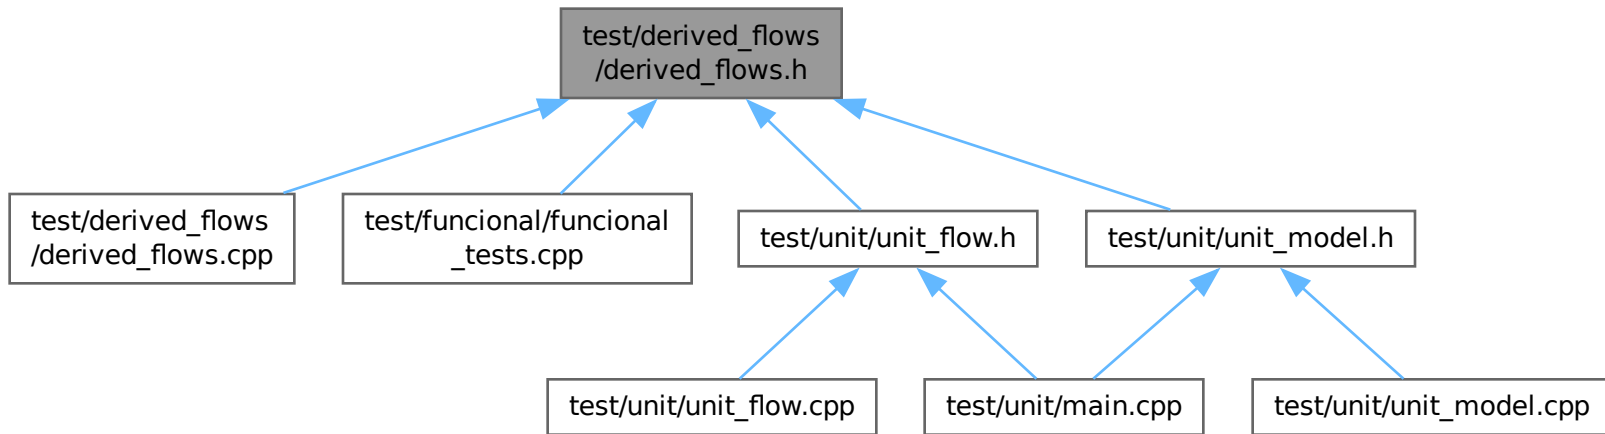 test/derived_flows
/derived_flows.h
test/derived_flows
/derived_flows.cpp
test/funcional/funcional
_tests.cpp
test/unit/unit_flow.h
test/unit/unit_model.h
test/unit/unit_flow.cpp
test/unit/main.cpp
test/unit/unit_model.cpp